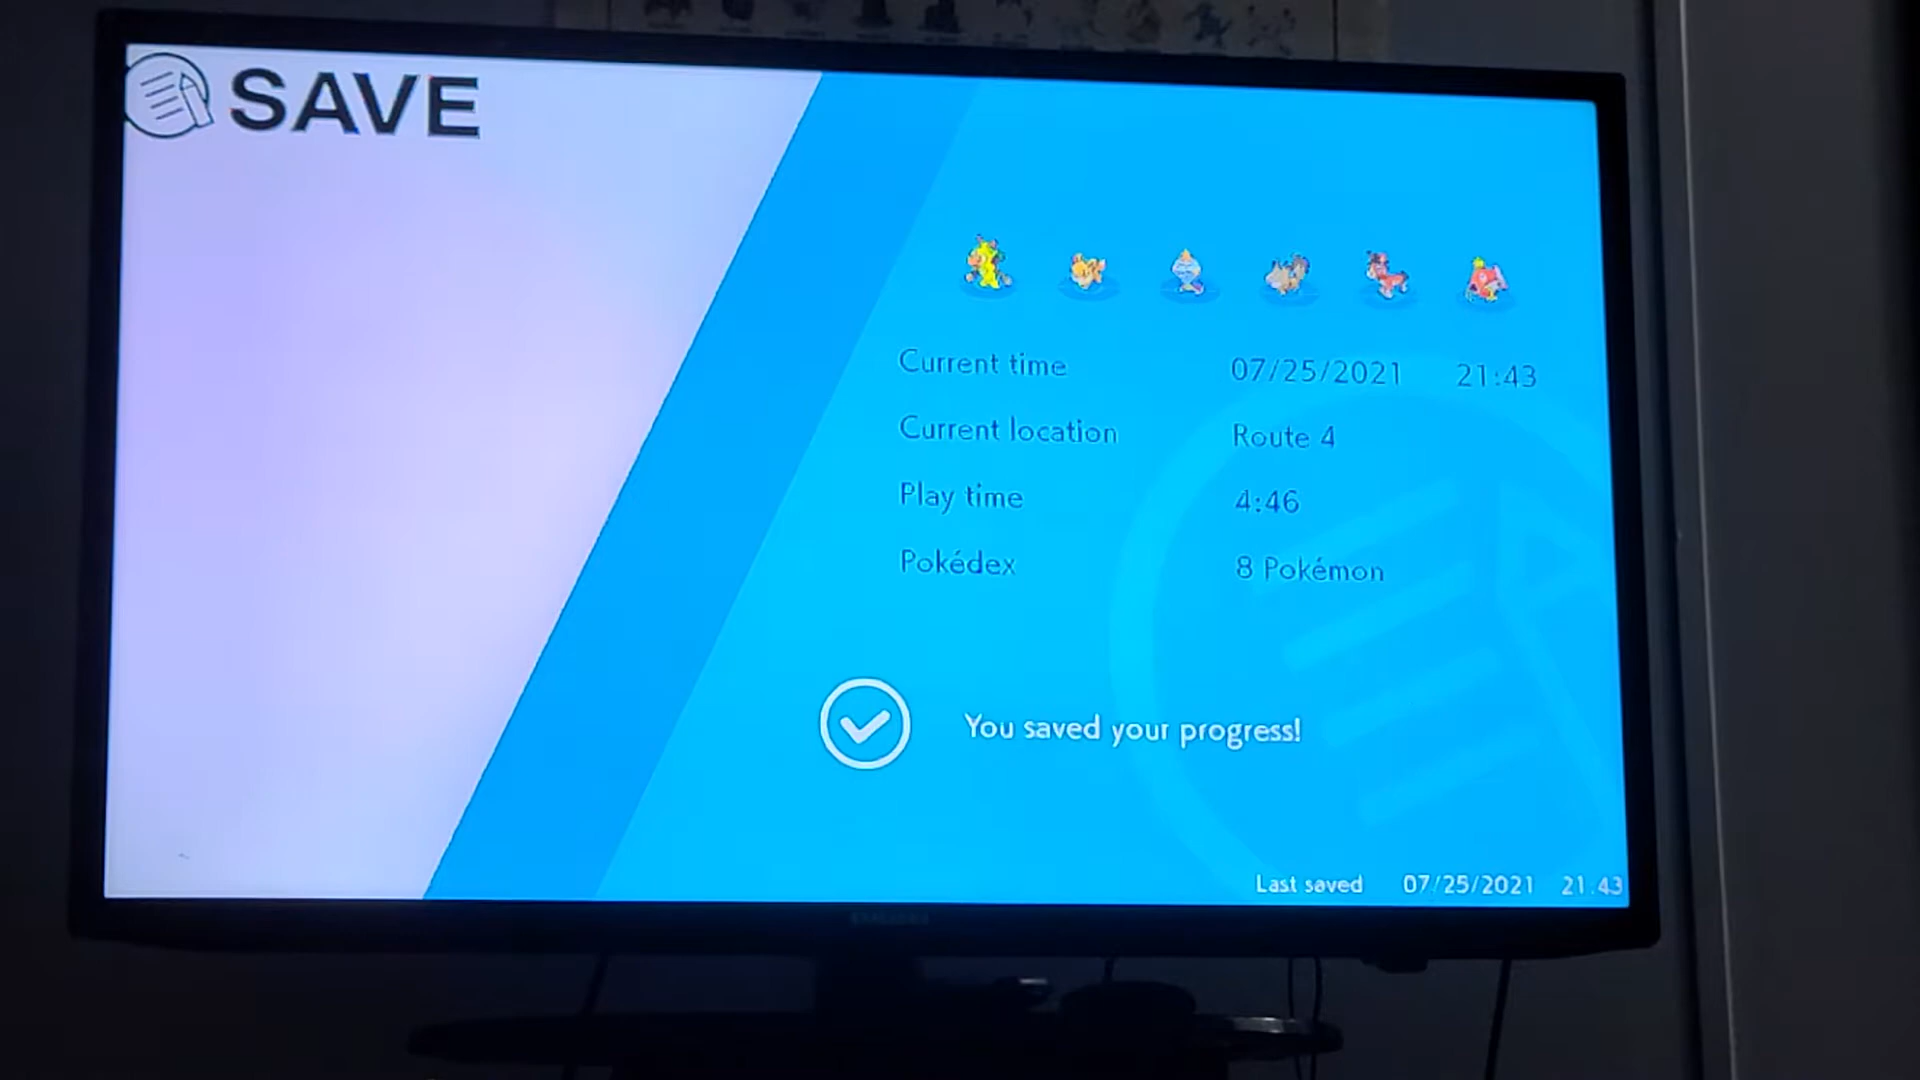 SAVE
Current time 07/25/2021 21:43
Current location Route 4
Play time 4:46
Pokédex 8 Pokémon
You saved your progress!
Last saved 07/25/2021 21:43